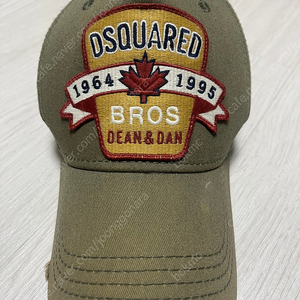 DSQUARED
1964 1995
BROS
DEAN & DAN